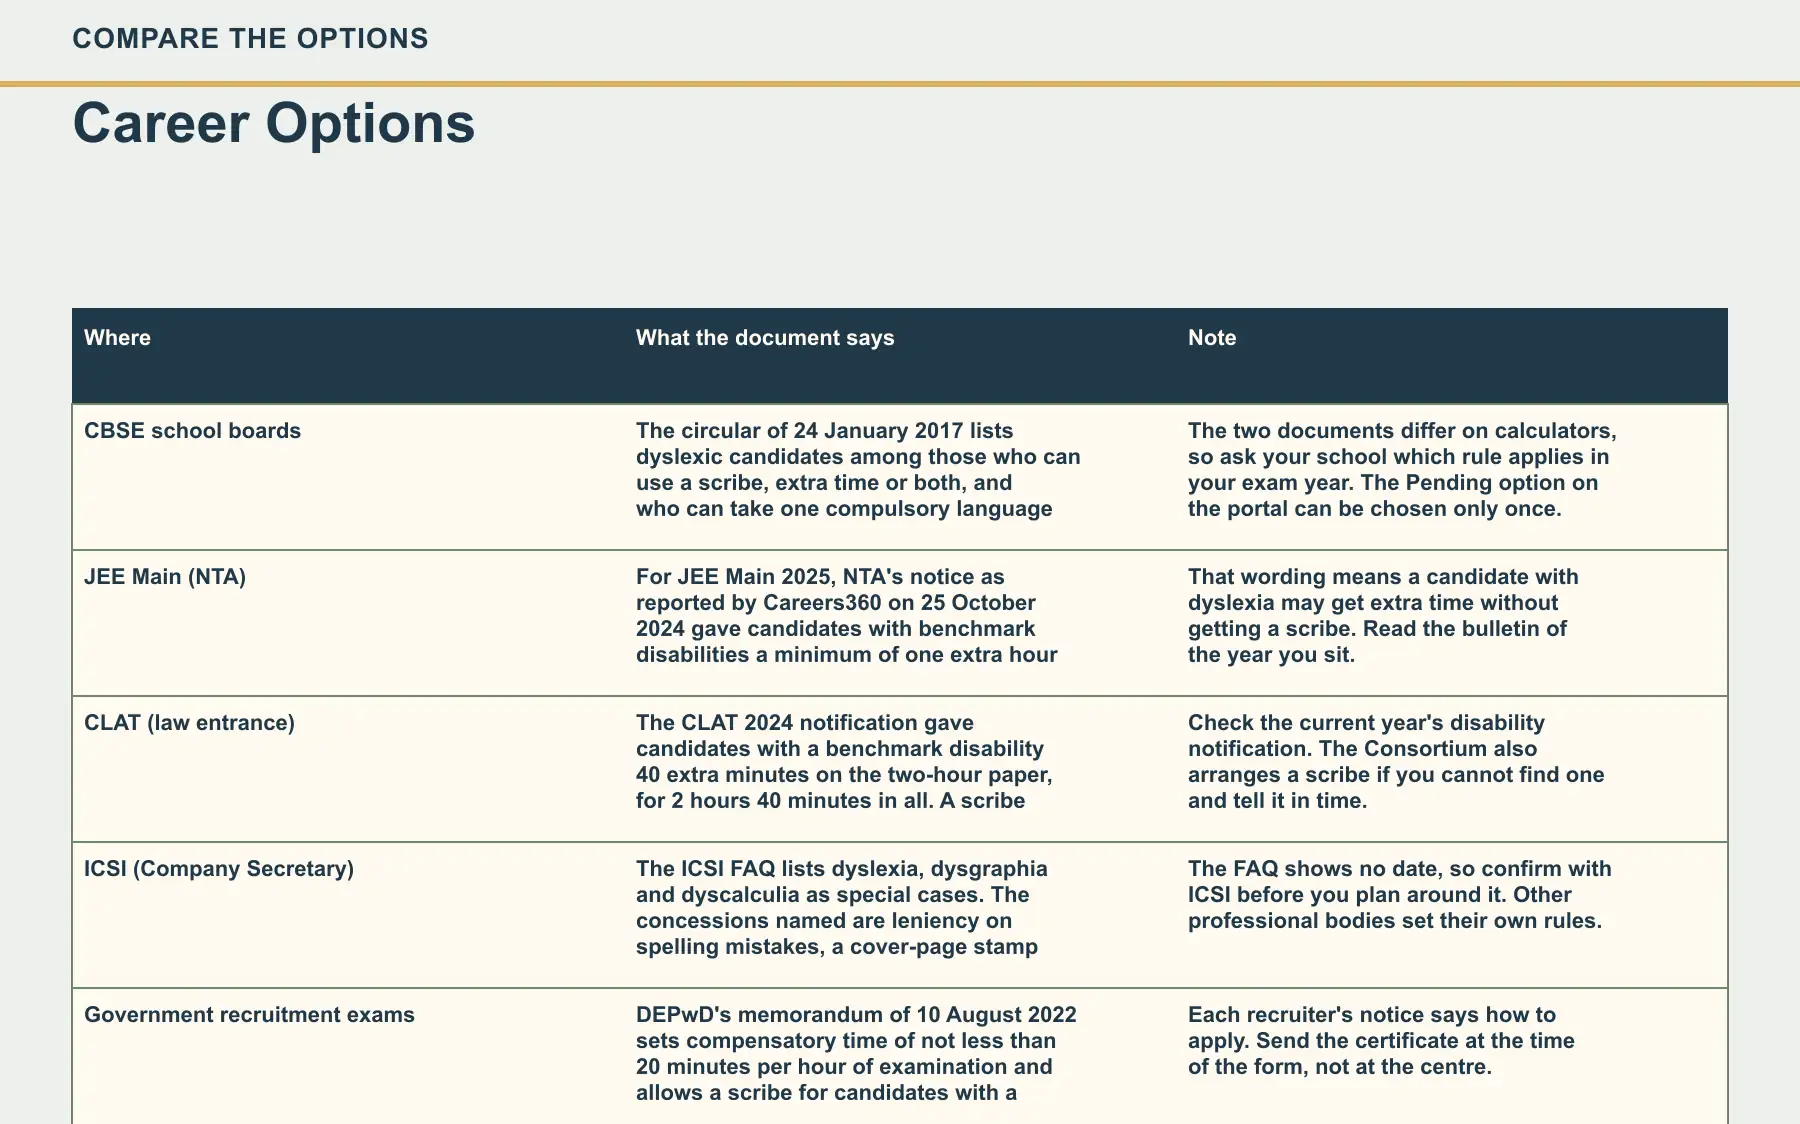 COMPARE THE OPTIONS
Career Options
Where
What the document says
Note
CBSE school boards
The circular of 24 January 2017 lists
dyslexic candidates among those who can
use a scribe, extra time or both, and
who can take one compulsory language
The two documents differ on calculators,
so ask your school which rule applies in
your exam year. The Pending option on
the portal can be chosen only once.
JEE Main (NTA)
For JEE Main 2025, NTA's notice as
reported by Careers360 on 25 October
2024 gave candidates with benchmark
disabilities a minimum of one extra hour
That wording means a candidate with
dyslexia may get extra time without
getting a scribe. Read the bulletin of
the year you sit.
CLAT (law entrance)
The CLAT 2024 notification gave
candidates with a benchmark disability
40 extra minutes on the two-hour paper,
for 2 hours 40 minutes in all. A scribe
Check the current year's disability
notification. The Consortium also
arranges a scribe if you cannot find one
and tell it in time.
ICSI (Company Secretary)
The ICSI FAQ lists dyslexia, dysgraphia
and dyscalculia as special cases. The
concessions named are leniency on
spelling mistakes, a cover-page stamp
The FAQ shows no date, so confirm with
ICSI before you plan around it. Other
professional bodies set their own rules.
Government recruitment exams
DEPwD's memorandum of 10 August 2022
sets compensatory time of not less than
20 minutes per hour of examination and
allows a scribe for candidates with a
Each recruiter's notice says how to
apply. Send the certificate at the time
of the form, not at the centre.